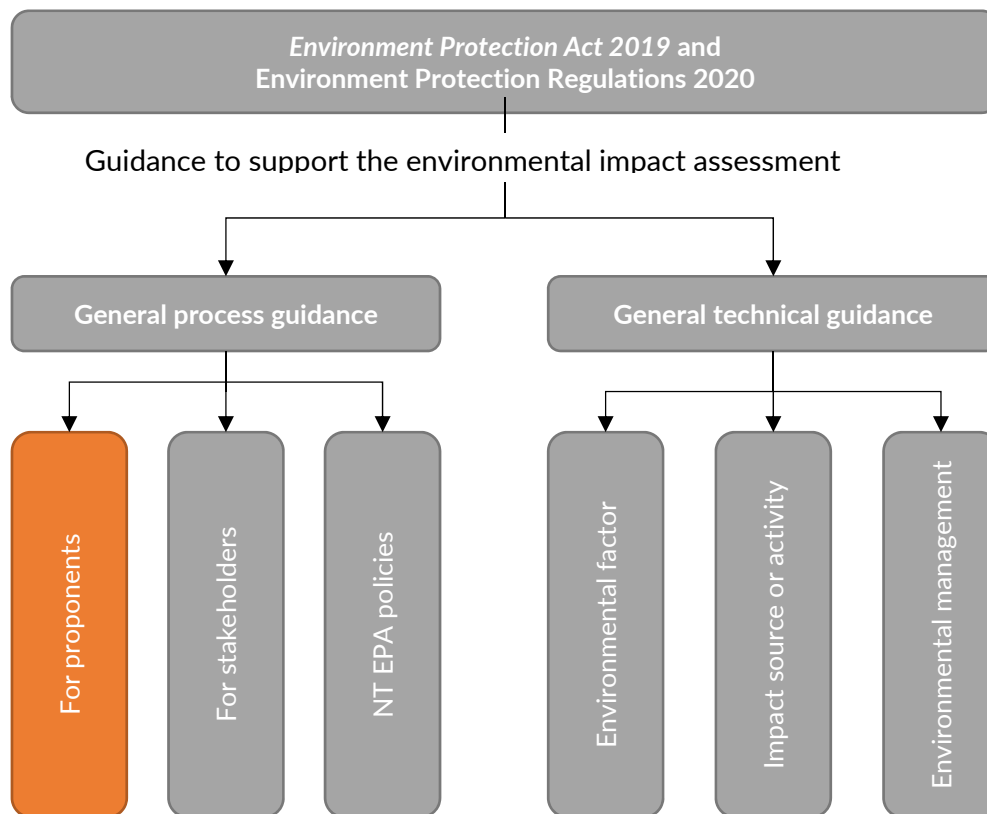 Environment Protection Act 2019 and
Environment Protection Regulations 2020
Guidance to support the environmental impact assessment
General process guidance
General technical guidance
For proponents
For stakeholders
NT EPA policies
Environmental factor
Impact source or activity
Environmental management